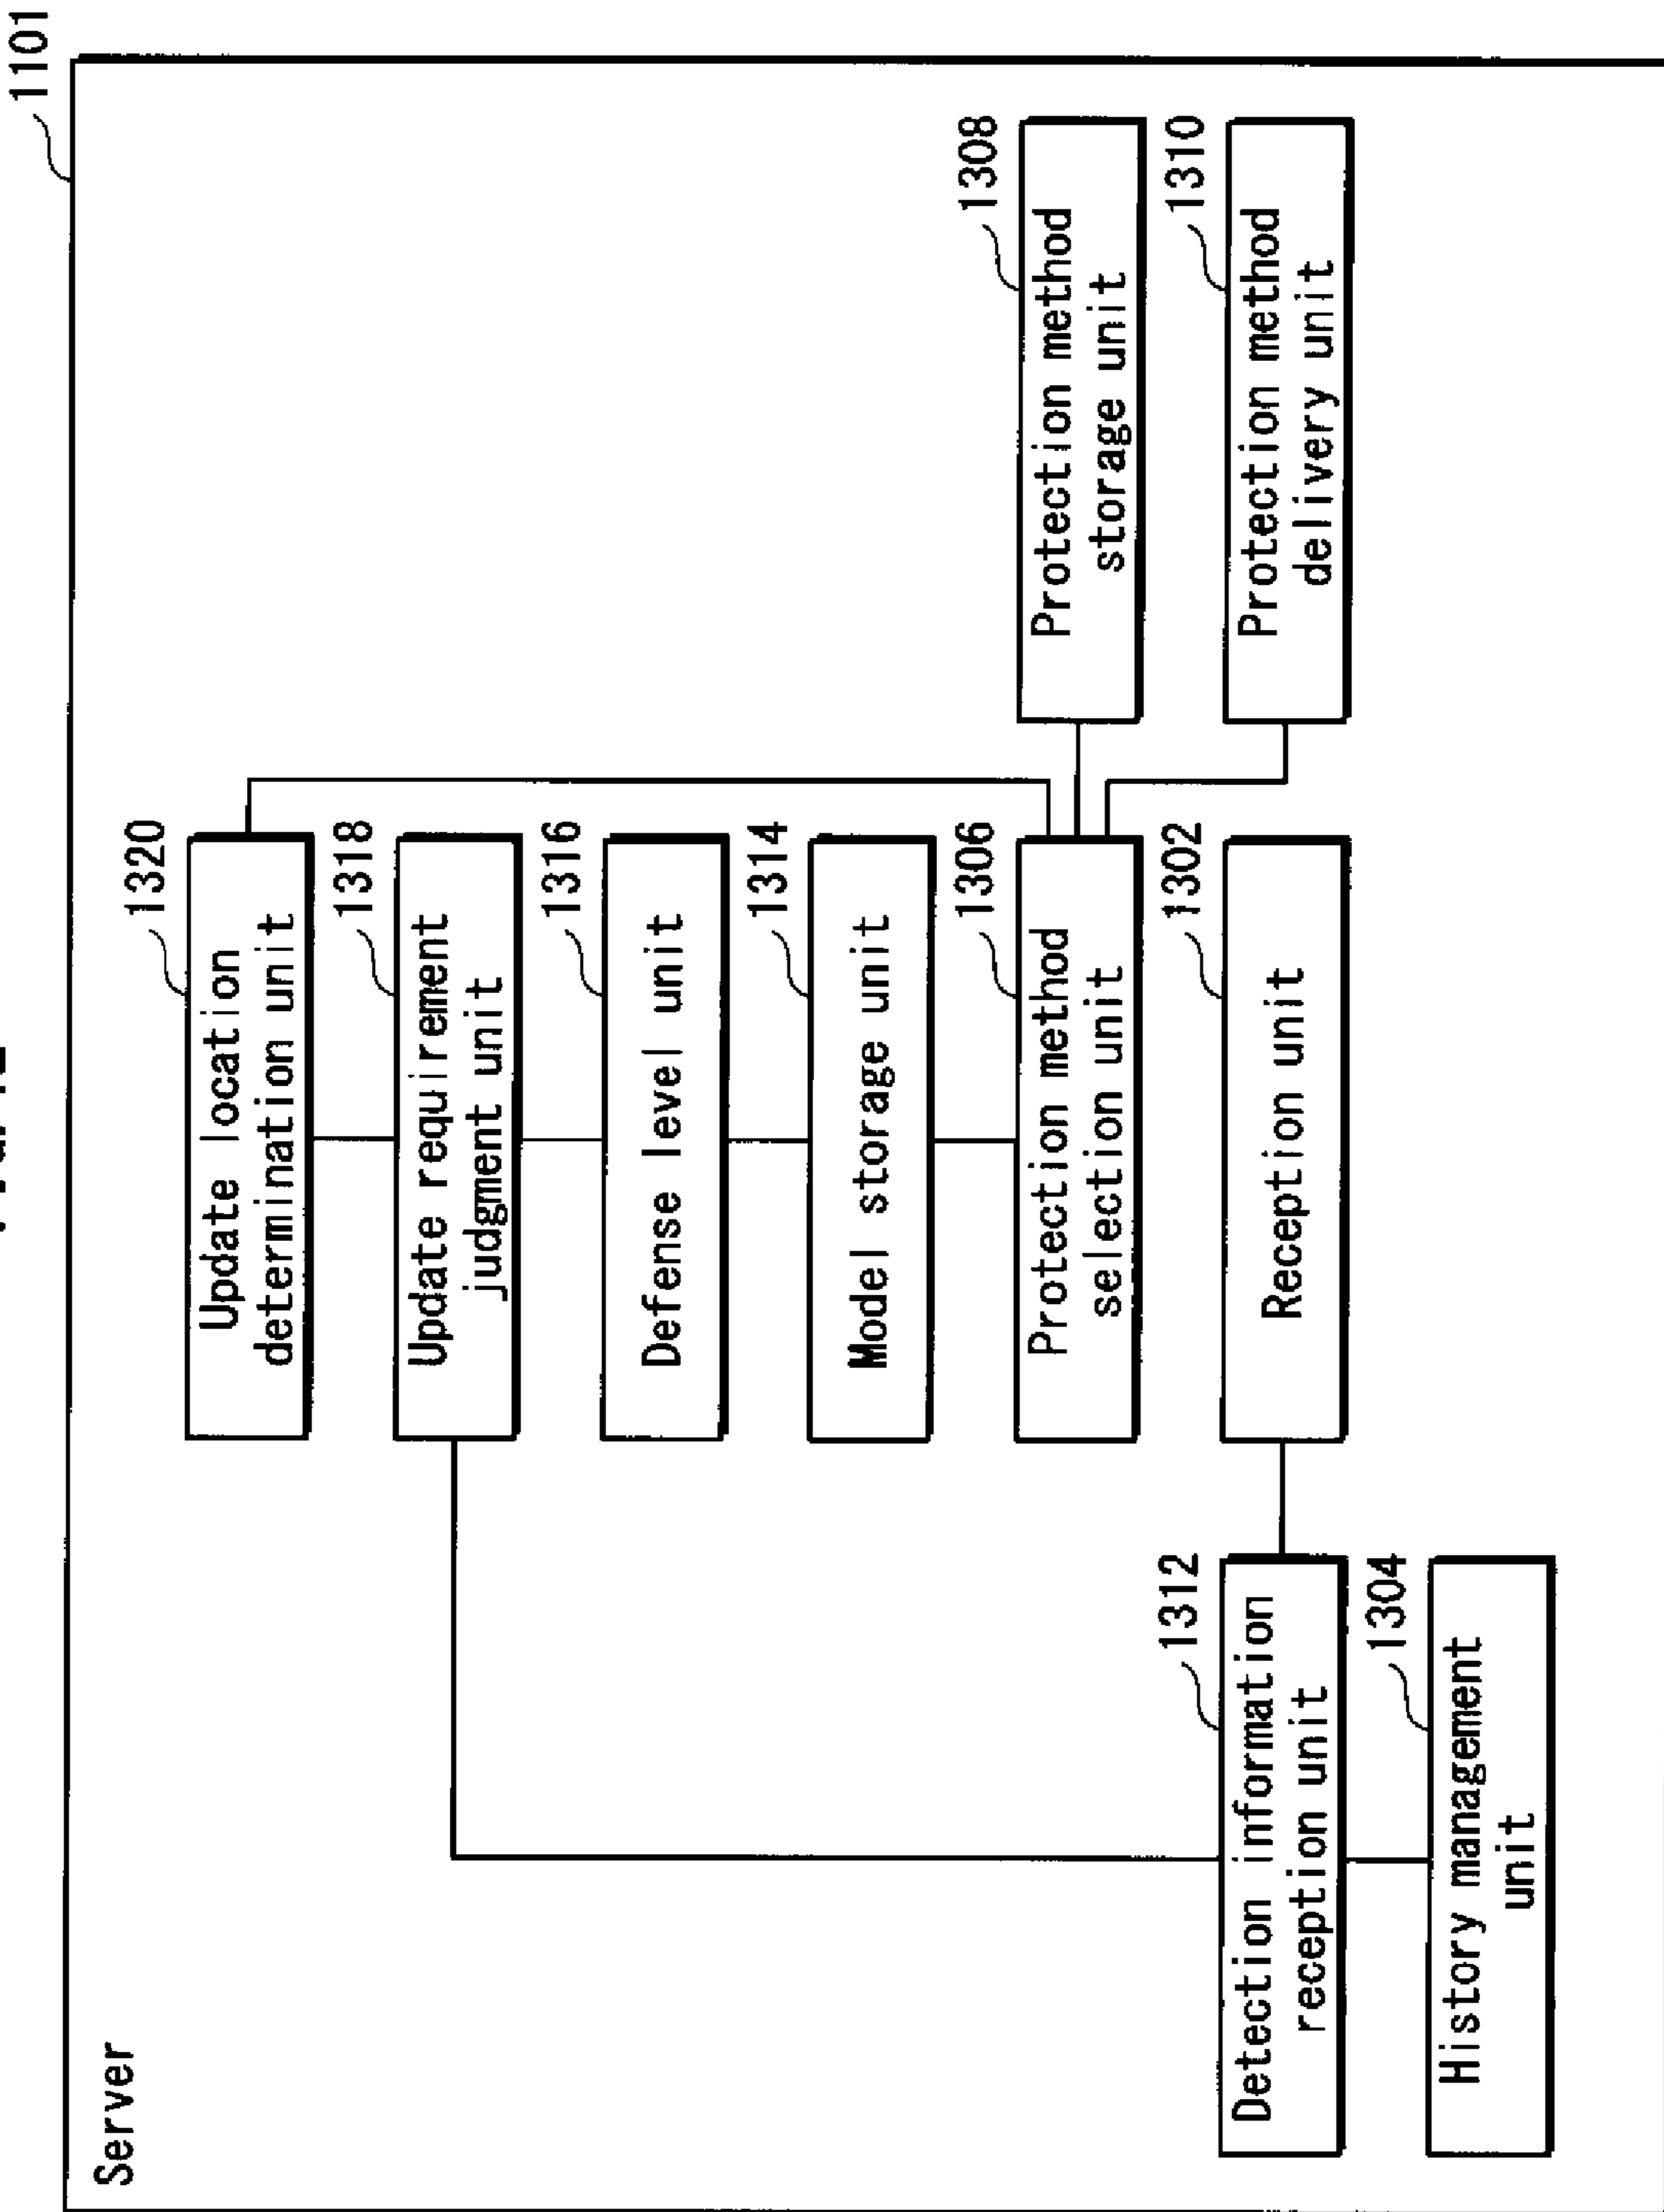 1101
Server
1320
Update location
determination unit
1318
Update requirement
judgment unit
1316
Defense level unit
1314
Model storage unit
1306
Protection method
selection unit
1308
Protection method
storage unit
1310
Protection method
delivery unit
1302
Reception unit
1312
Detection information
reception unit
1304
History management
unit